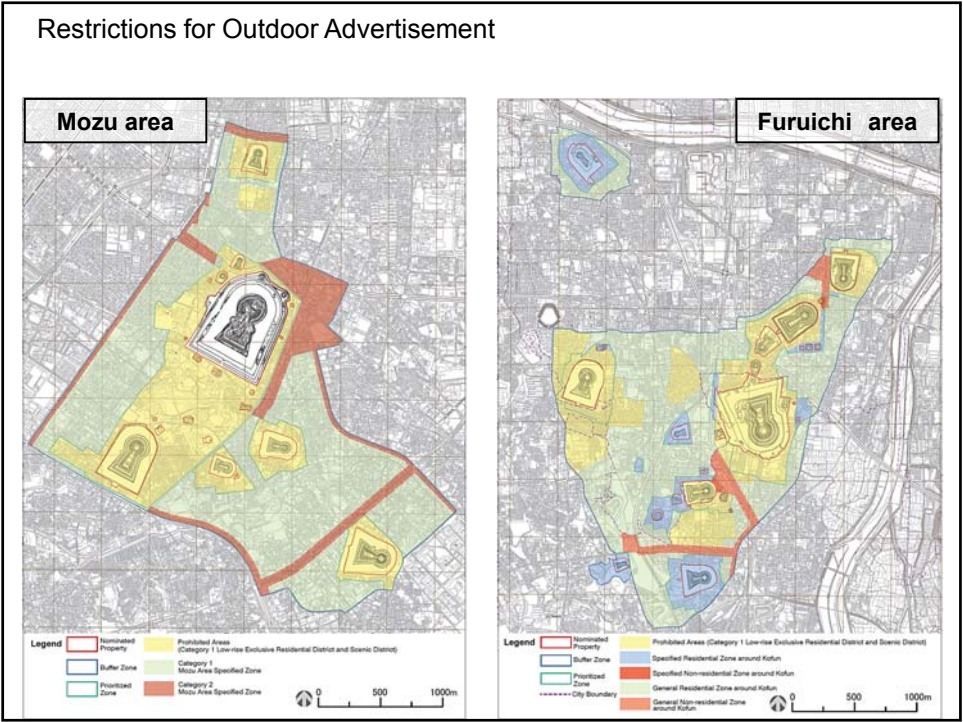 Restrictions for Outdoor Advertisement
Mozu area
Legend
Nominated Property
Buffer Zone
Prioritized Zone
Prohibited Areas
(Category 1 Low-rise Exclusive Residential District and Scenic District)
Category 1
Mozu Area Specified Zone
Category 2
Mozu Area Specified Zone
0 500 1000m
Furuichi area
Legend
Nominated Property
Buffer Zone
Prioritized Zone
City Boundary
Prohibited Areas (Category 1 Low-rise Exclusive Residential District and Scenic District)
Specified Residential Zone around Kofun
Specified Non-residential Zone around Kofun
General Residential Zone around Kofun
General Non-residential Zone
around Kofun
0 500 1000m